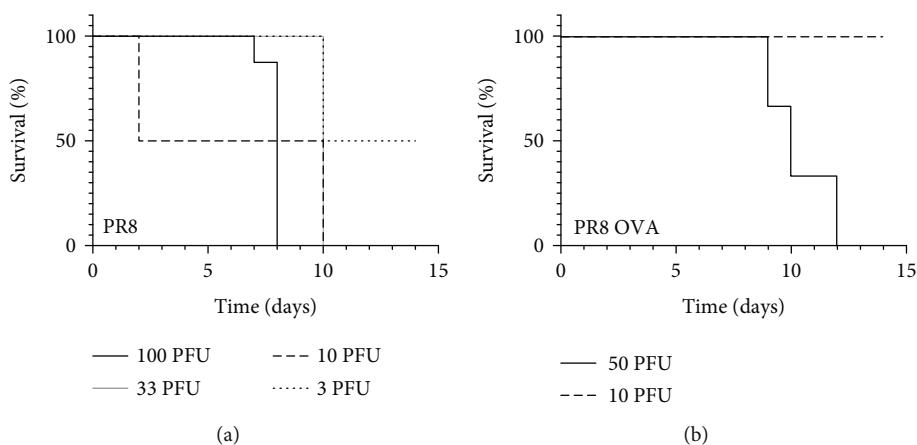 100
50
0
Survival (%)
PR8
0
5
10
15
Time (days)
100 PFU
10 PFU
33 PFU
3 PFU
(a)
100
50
0
Survival (%)
PR8 OVA
0
5
10
15
Time (days)
50 PFU
10 PFU
(b)